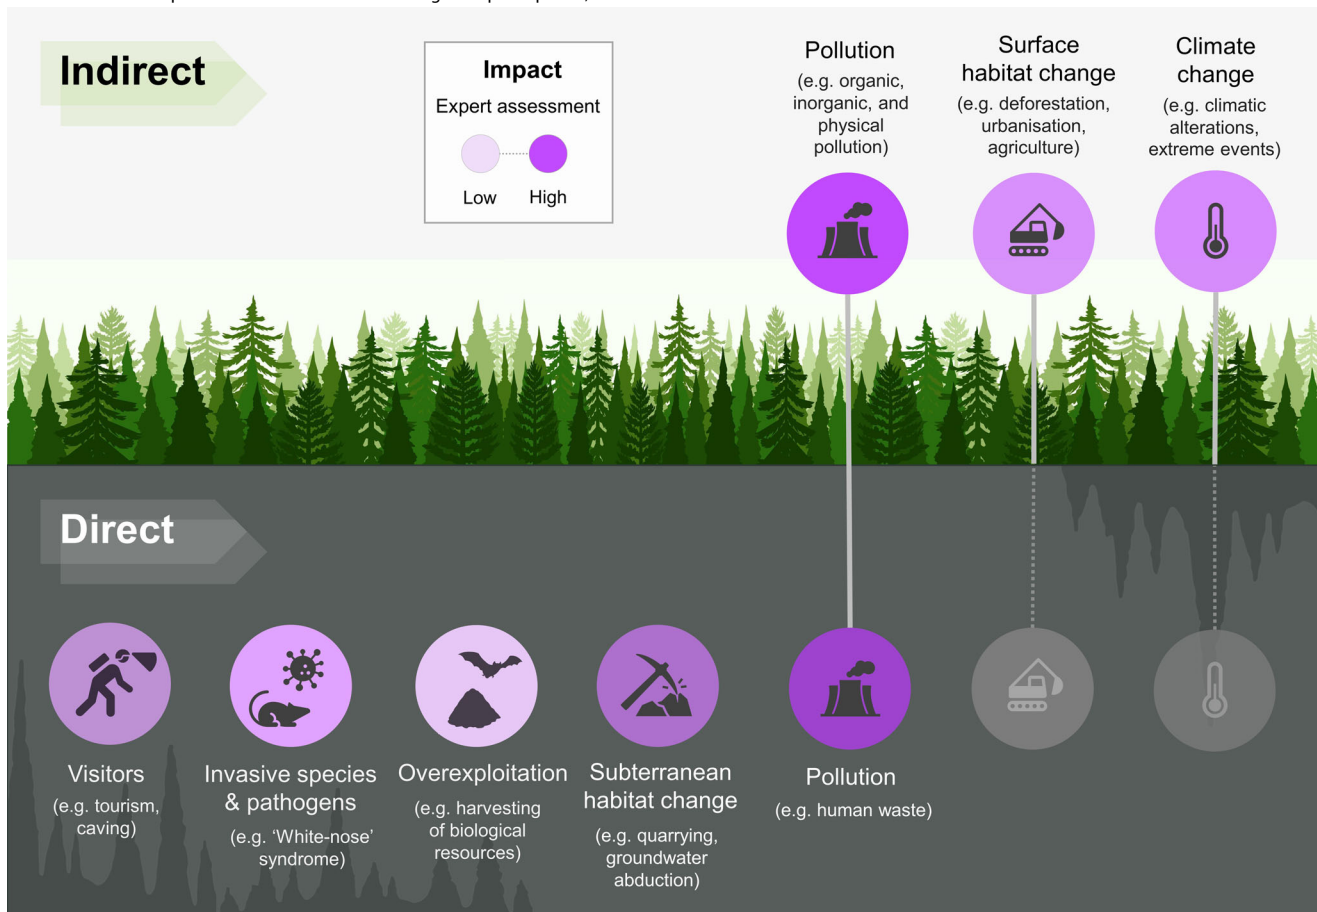 Indirect
Impact
Expert assessment
Low
High
Pollution
(e.g. organic,
inorganic, and
physical
pollution)
Surface
habitat change
(e.g. deforestation,
urbanisation,
agriculture)
Climate
change
(e.g. climatic
alterations,
extreme events)
Direct
Visitors
(e.g. tourism,
caving)
Invasive species
& pathogens
(e.g. ‘White-nose’
syndrome)
Overexploitation
(e.g. harvesting
of biological
resources)
Subterranean
habitat change
(e.g. quarrying,
groundwater
abduction)
Pollution
(e.g. human waste)